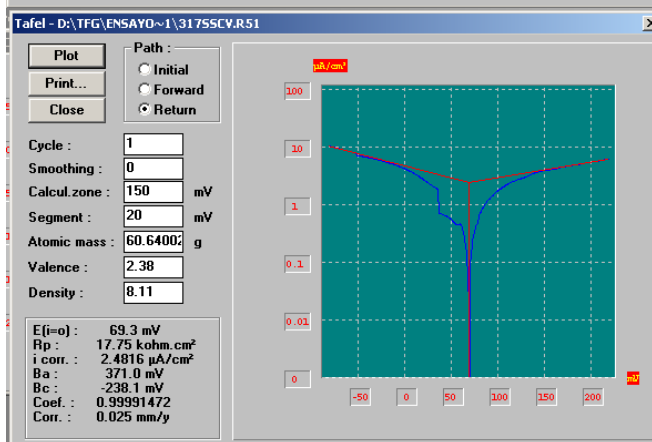 Tafel - D:\TFG\ENSAYO~1\317SSCV.R51
Plot
Print...
Close
Path :
Initial
Forward
Return
Cycle : 1
Smoothing : 0
Calcul.zone : 150 mV
Segment : 20 mV
Atomic mass : 60.64002 g
Valence : 2.38
Density : 8.11
E(i=o) : 69.3 mV
Rp : 17.75 kohm.cm²
i corr. : 2.4816 µA/cm²
Ba : 371.0 mV
Bc : -238.1 mV
Coef. : 0.99991472
Corr. : 0.025 mm/y
µA/cm²
100
10
1
0.1
0.01
0
-50 0 50 100 150 200
mV